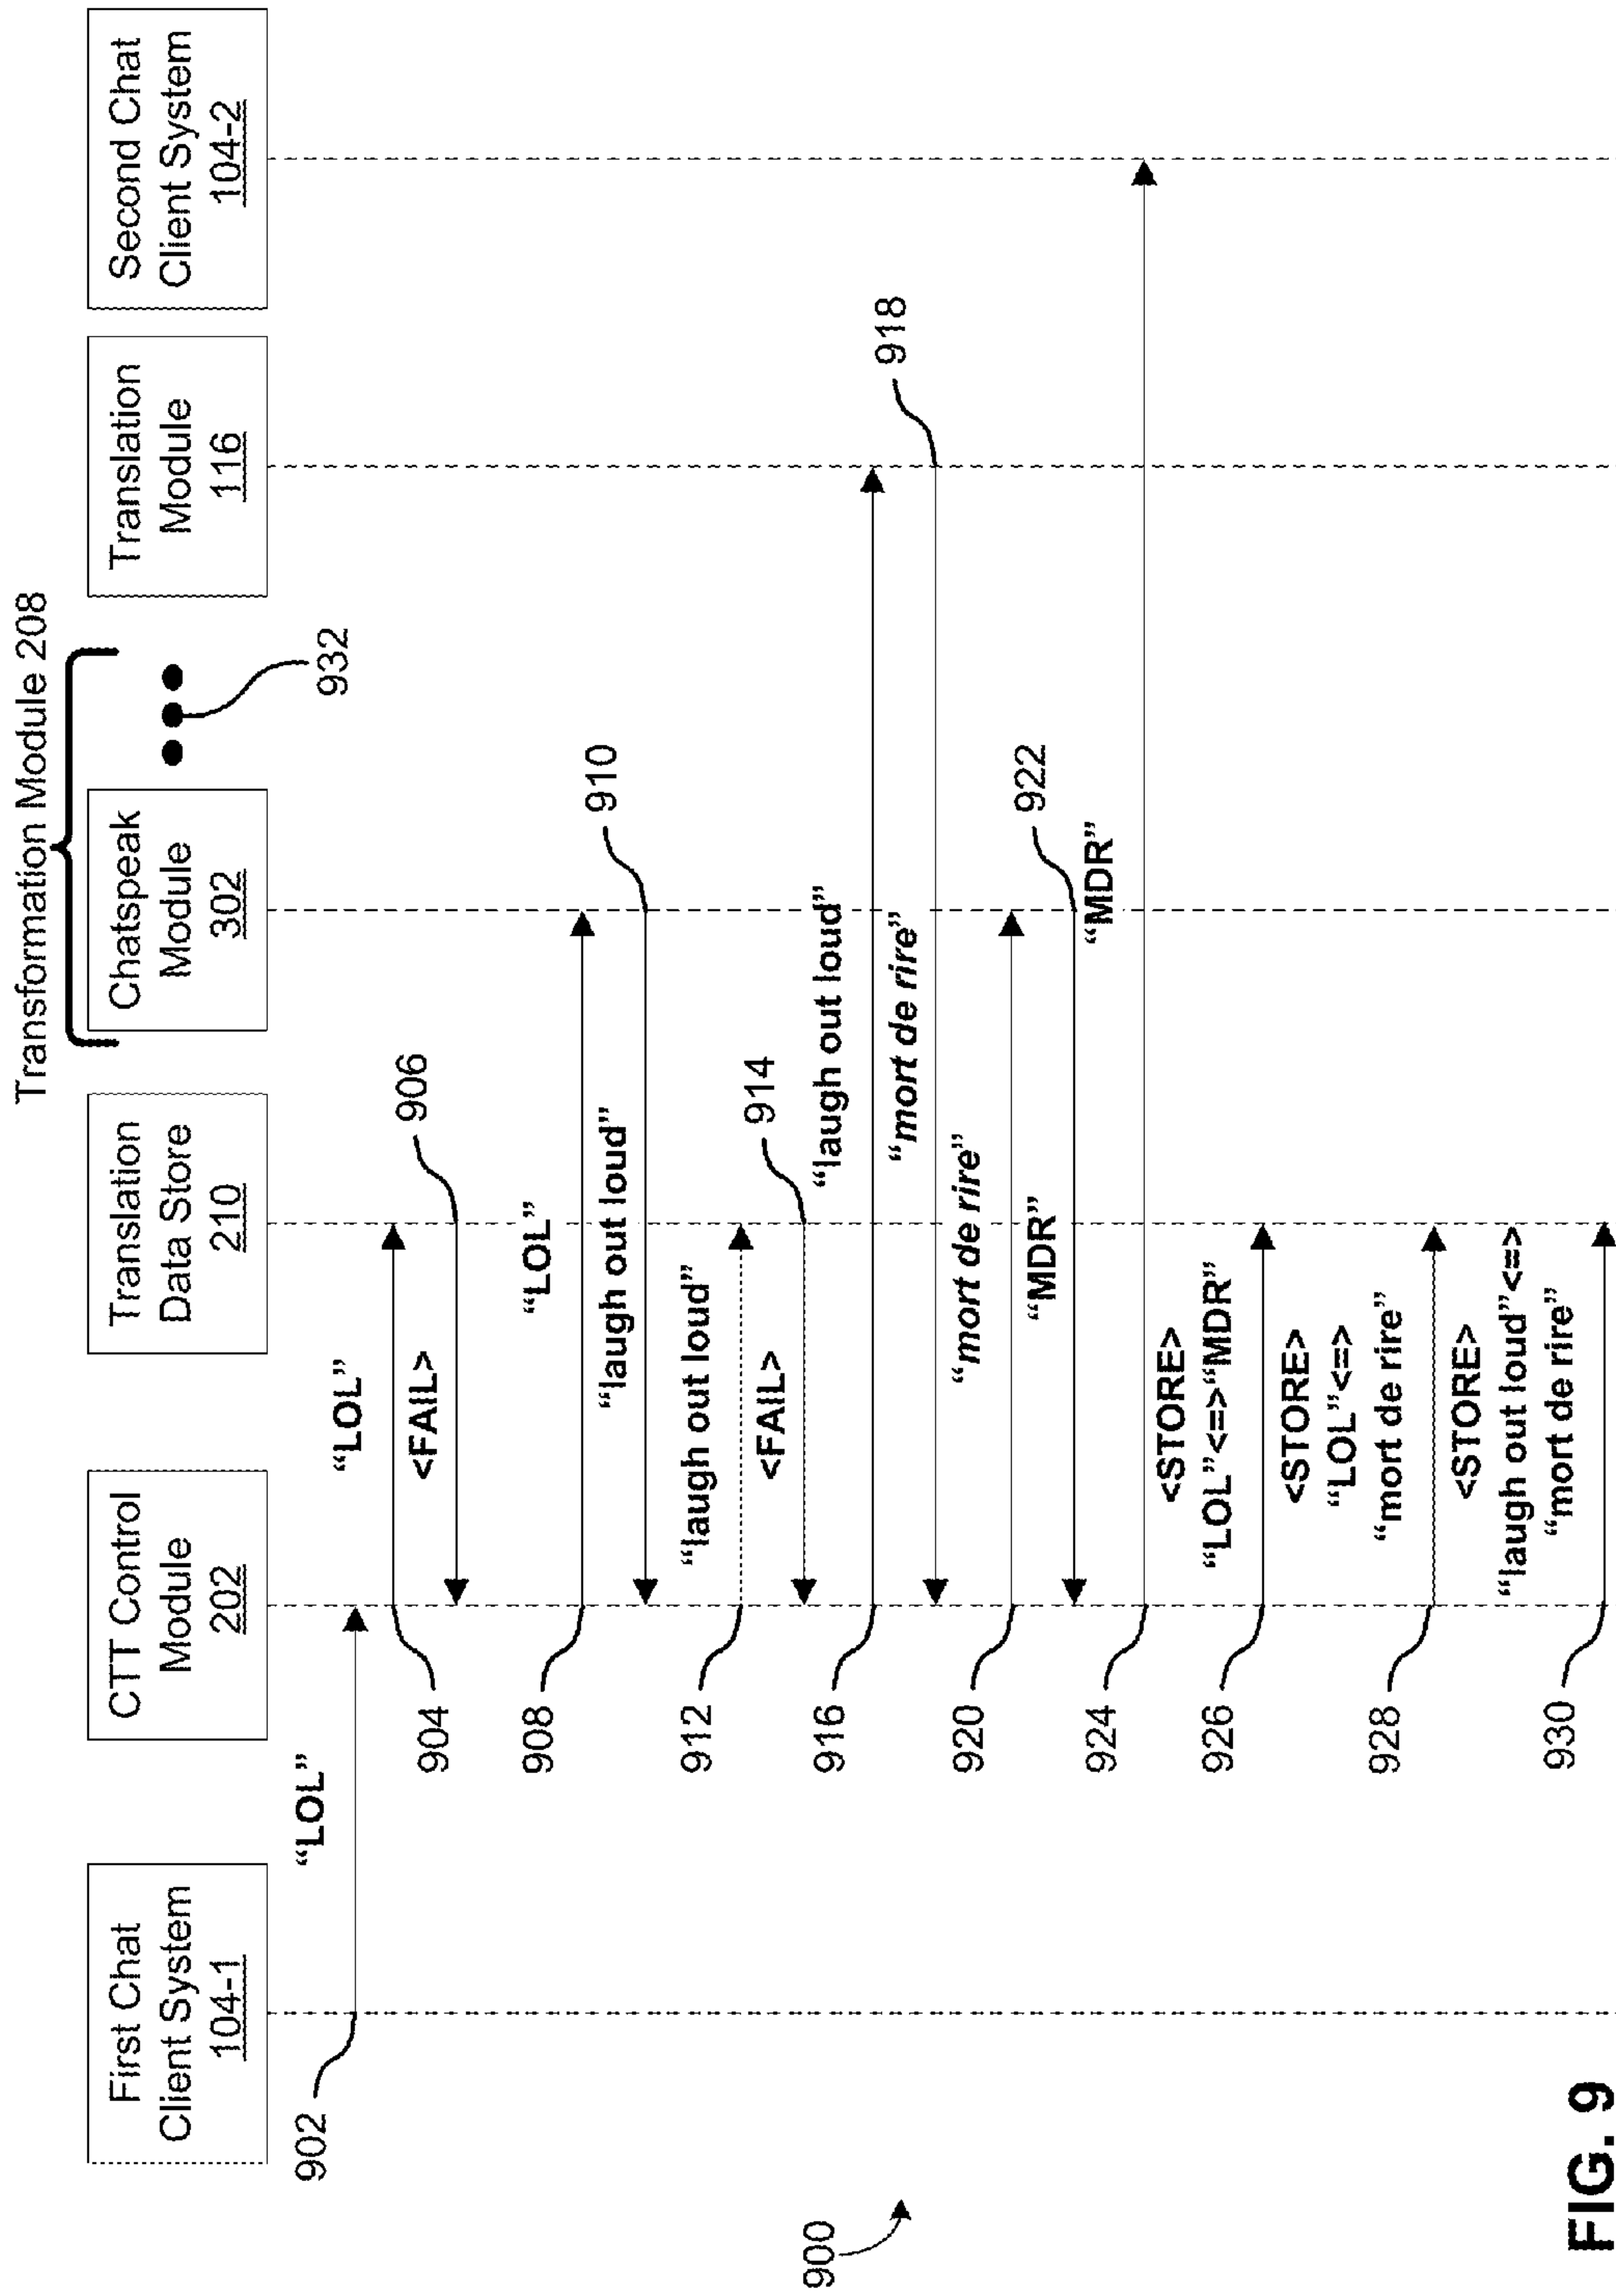 Transformation Module 208
First Chat
Client System
104-1
CTT Control
Module
202
Translation
Data Store
210
Chatspeak
Module
302
932
Translation
Module
116
Second Chat
Client System
104-2
902
“LOL”
904
“LOL”
906
<FAIL>
908
“LOL”
910
“laugh out loud”
912
“laugh out loud”
914
<FAIL>
916
“laugh out loud”
918
“mort de rire”
920
“mort de rire”
922
“MDR”
924
“MDR”
926
<STORE>
“LOL”<=>“MDR”
928
<STORE>
“LOL”<=>
“mort de rire”
930
<STORE>
“laugh out loud”<=>
“mort de rire”
900
FIG. 9